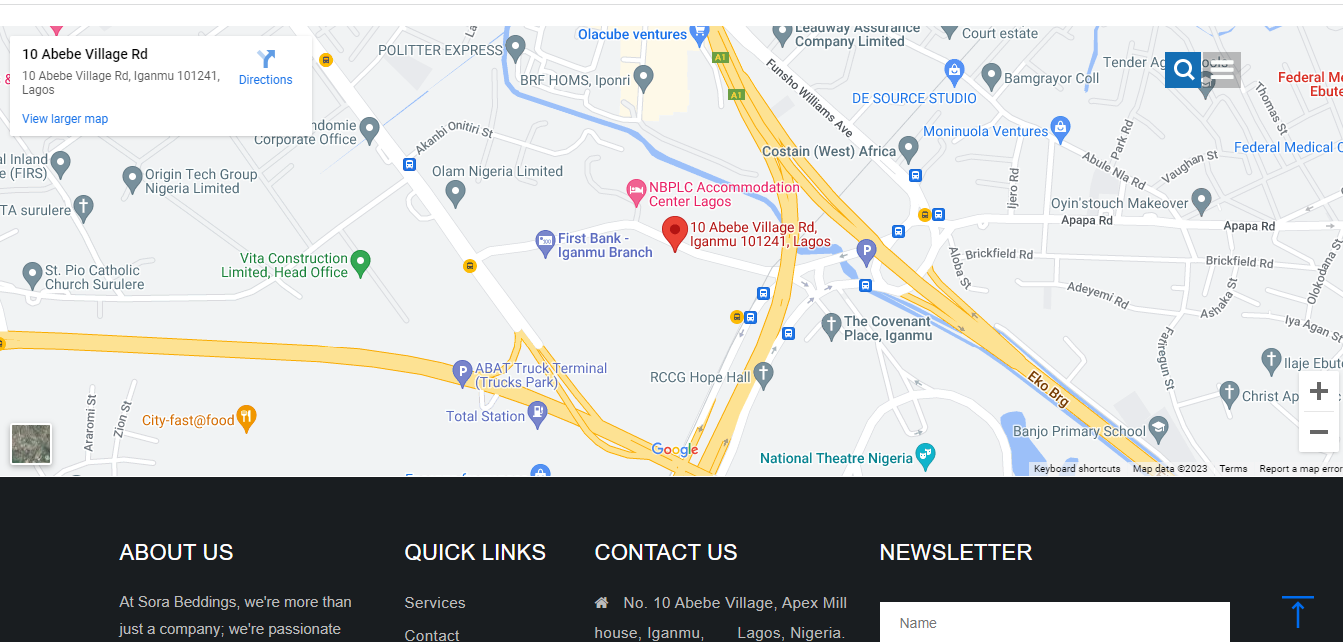 10 Abebe Village Rd
10 Abebe Village Rd, Iganmu 101241,
Lagos
Directions
View larger map
POLITTER EXPRESS
Olacube ventures
Leadway Assurance
Company Limited
Court estate
BRF HOMS, Iponri
A1
A1
Funsho Williams Ave
DE SOURCE STUDIO
Bamgrayor Coll
Tender
Thomas St
Federal Me
Ebute
ndomie
Corporate Office
Akanbi Onitiri St
Moninuola Ventures
Park Rd
Federal Medical C
Costain (West) Africa
Abule Nla Rd
Vaughan St
al Inland
e (FIRS)
Origin Tech Group
Nigeria Limited
Olam Nigeria Limited
NBPLC Accommodation
Center Lagos
Ijero Rd
Oyin'stouch Makeover
TA surulere
10 Abebe Village Rd,
Iganmu 101241, Lagos
Apapa Rd
Apapa Rd
First Bank -
Iganmu Branch
P
Vita Construction
Limited, Head Office
St. Pio Catholic
Church Surulere
Aloba St
Brickfield Rd
Brickfield Rd
Olokodana St
Adeyemi Rd
Ashaka St
Iya Agan St
The Covenant
Place, Iganmu
Fatiregun St
Ilaje Ebute
P
ABAT Truck Terminal
(Trucks Park)
RCCG Hope Hall
Eko Brg
Christ Ap
Total Station
City-fast@food
Araromi St
Zion St
Banjo Primary School
Google
National Theatre Nigeria
Keyboard shortcuts Map data ©2023 Terms Report a map error
ABOUT US
QUICK LINKS
CONTACT US
NEWSLETTER
At Sora Beddings, we're more than
just a company; we're passionate
Services
Contact
No. 10 Abebe Village, Apex Mill
house, Iganmu, Lagos, Nigeria.
Name